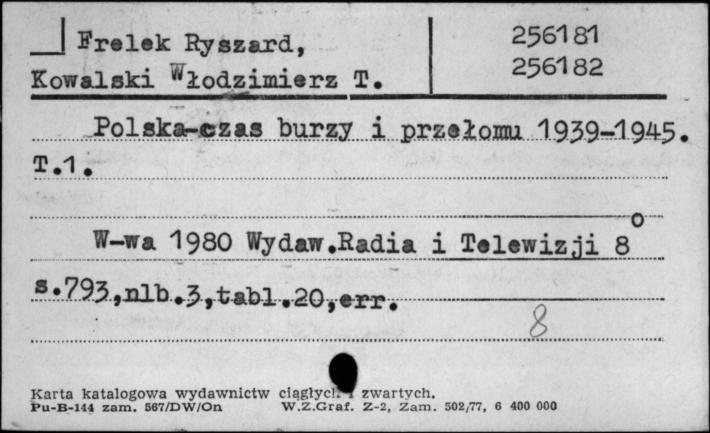 Frelek Ryszard,
256181
Kowalski Włodzimierz T.
256182
Polska-czas burzy i przełomu 1939-1945.
T.1.
W-wa 1980 Wydaw.Radia i Telewizji 8°
s.793,nlb.3,tabl.20,err.
8
Karta katalogowa wydawnictw ciągłych i zwartych.
Pu-B-144 zam. 567/DW/On W.Z.Graf. Z-2, Zam. 502/77, 6 400 000